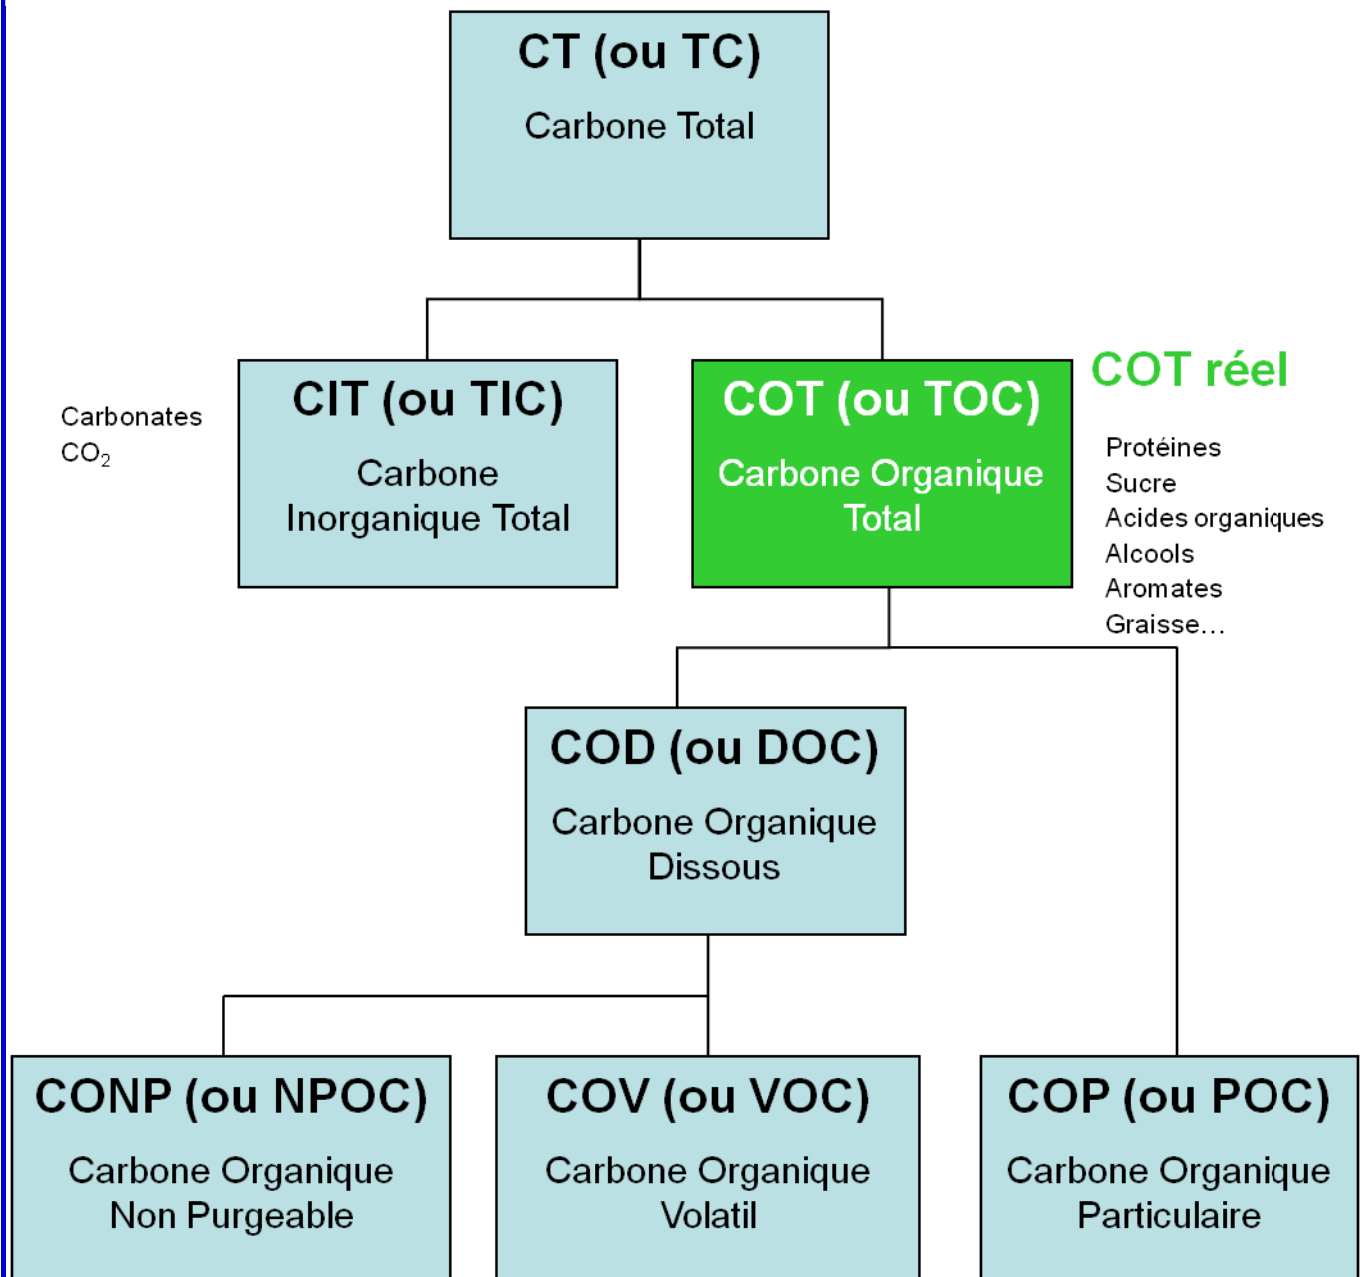 CT (ou TC)
Carbone Total
Carbonates
CO₂
CIT (ou TIC)
Carbone
Inorganique Total
COT (ou TOC)
Carbone Organique
Total
COT réel
Protéines
Sucre
Acides organiques
Alcools
Aromates
Graisse…
COD (ou DOC)
Carbone Organique
Dissous
CONP (ou NPOC)
Carbone Organique
Non Purgeable
COV (ou VOC)
Carbone Organique
Volatil
COP (ou POC)
Carbone Organique
Particulaire